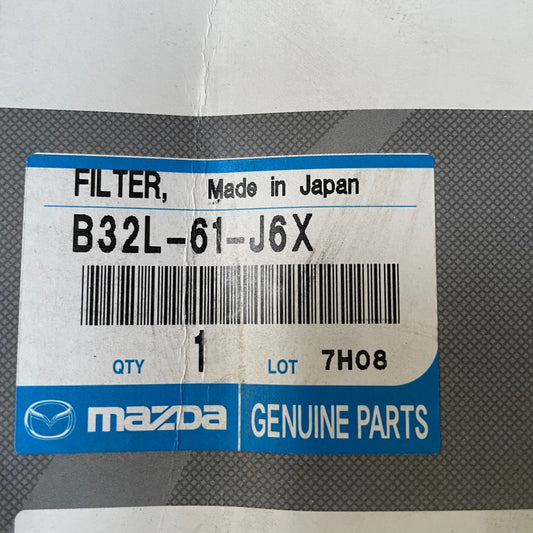 FILTER, Made in Japan
B32L-61-J6X
QTY 1 LOT 7H08
mazda GENUINE PARTS